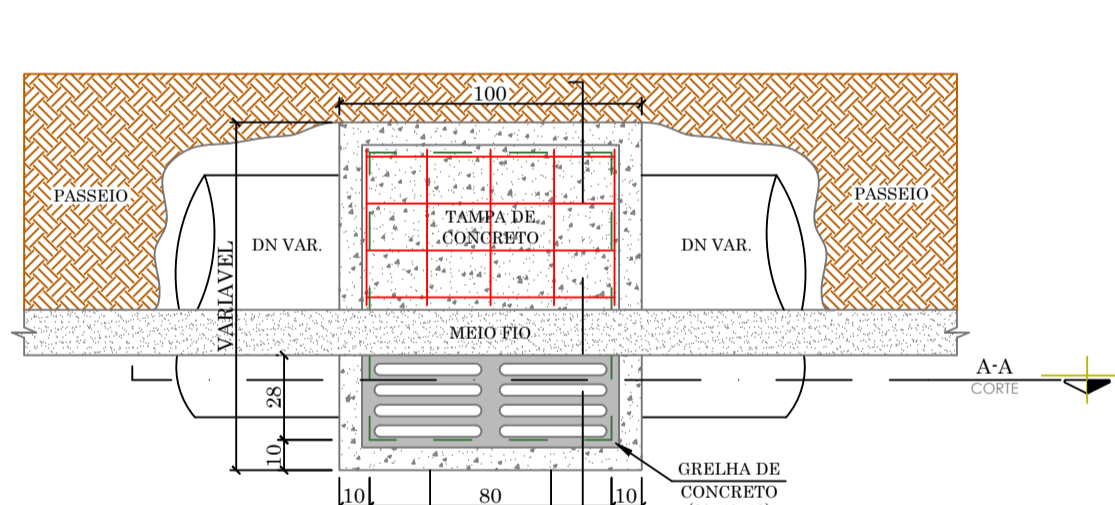 100
PASSEIO
PASSEIO
TAMPA DE
CONCRETO
DN VAR.
DN VAR.
VARIAVEL
MEIO FIO
A-A
CORTE
28
10
GRELHA DE
CONCRETO
10
80
10